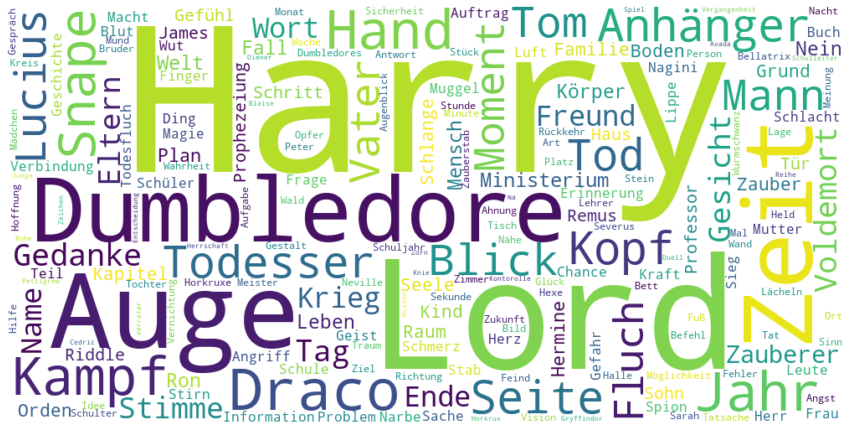 Harry
Dumbledore
Lord
Auge
Zeit
Hand
Anhänger
Tom
Wort
Snape
Lucius
Eltern
Vater
Moment
Freund
Tod
Mann
Gesicht
Voldemort
Kopf
Blick
Todesser
Gedanke
Krieg
Kampf
Draco
Ende
Seite
Fluch
Jahr
Zauberer
Stimme
Tag
Name
Macht
Gefühl
James
Auftrag
Nacht
Blut
Wut
Sicherheit
Monat
Spiel
Vergangenheit
Gespräch
Mund
Bruder
Dumbledores
Antwort
Stück
Avada
Nein
Buch
Kreis
Woche
Familie
Boden
Person
Bellatrix
Schulleiter
Welt
Fall
Diener
Luft
Geschichte
Finger
Blaise
Augenblick
Nagini
Grund
Meinung
Schritt
Muggel
Körper
Lippe
Mädchen
Todesfluch
Ding
Magie
Prophezeiung
Opfer
Stunde
Minute
Schlange
Rückkehr
Haus
Schlacht
Peter
Zauberstab
Mensch
Art
Platz
Tür
Lage
Wurmschwanz
Verbindung
Plan
Wahrheit
Frage
Ministerium
Stein
Zauber
Reihe
Schüler
Aufgabe
Wald
Erinnerung
Professor
Hoffnung
Junge
Zeichen
Entscheidung
Na
Ahnung
Lehrer
Remus
Severus
Held
Mal
Mutter
Tisch
Nähe
Wand
Ruhe
Herrschaft
Gestalt
Schuljahr
Sieg
Duell
Teil
Kapitel
Horkruxe
Meister
Zorn
Knie
Zimmer
Kontrolle
Chance
Kraft
Lächeln
Pettigrew
Tochter
Vernichtung
Neville
Seele
Sekunde
Glück
Hexe
Bett
Hilfe
Cedric
Riddle
Ron
Leben
Kind
Raum
Zukunft
Bild
Herz
Hermine
Gefahr
Befehl
Fuß
Tat
Ort
Sinn
Stirn
Angriff
Geist
Traum
Schmerz
Schule
Ziel
Stab
Richtung
Feind
Halle
Möglichkeit
Sohn
Fehler
Leute
Angst
Orden
Idee
Schulter
Information
Problem
Narbe
Sache
Vision
Horkrux
Gryffindor
Spion
Sarah
Tatsache
Herr
Frau